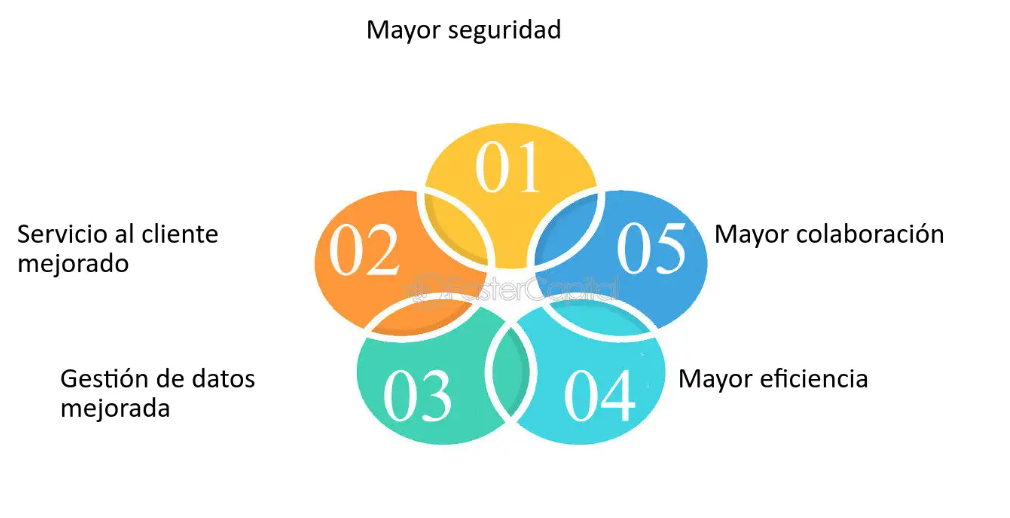 Mayor seguridad
01
Servicio al cliente
mejorado
02
05
Mayor colaboración
FasterCapital
Gestión de datos
mejorada
03
04
Mayor eficiencia